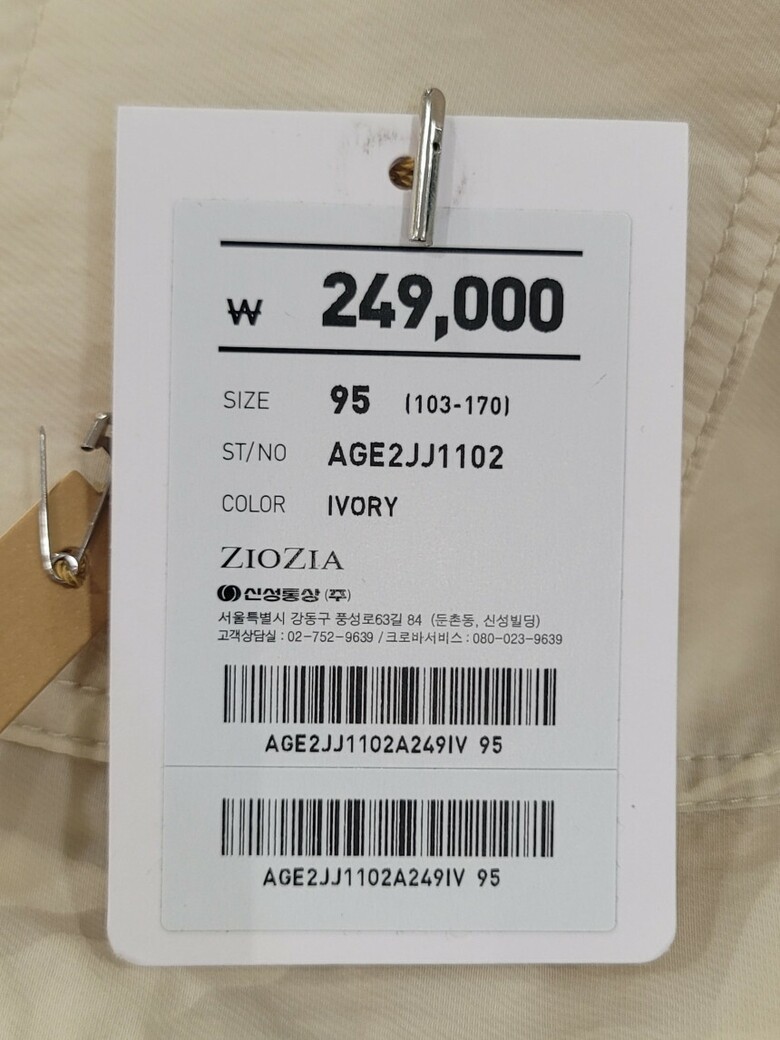 ₩ 249,000
SIZE 95 (103-170)
ST/NO AGE2JJ1102
COLOR IVORY
ZIOZIA
신성통상 (주)
서울특별시 강동구 풍성로63길 84 (둔촌동, 신성빌딩)
고객상담실 : 02-752-9639 / 크로바서비스 : 080-023-9639
AGE2JJ1102A249IV 95
AGE2JJ1102A249IV 95